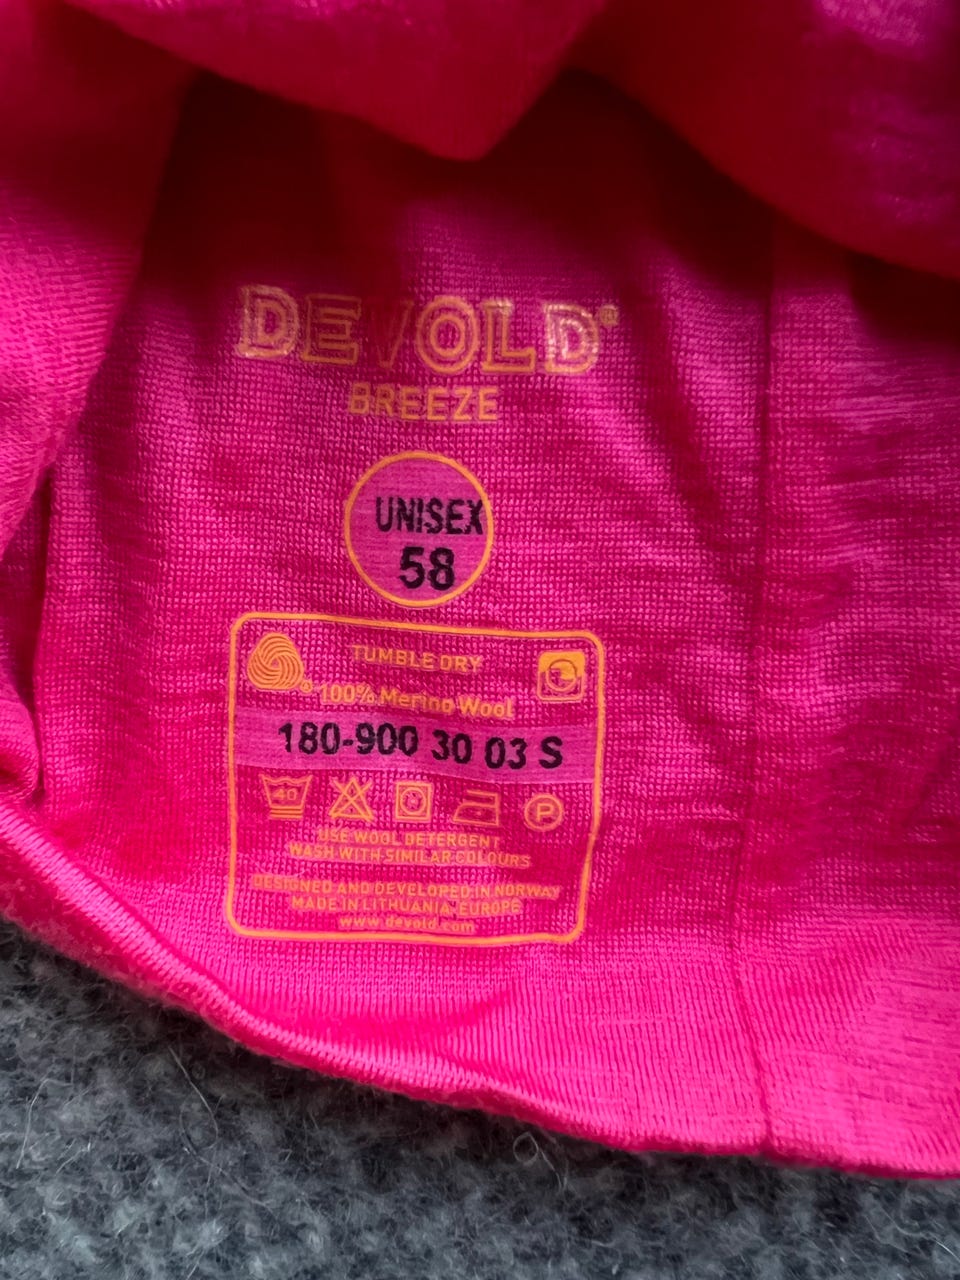 DEVOLD®
BREEZE
UNISEX
58
TUMBLE DRY
100% Merino Wool
180-900 30 03 S
40
P
USE WOOL DETERGENT
WASH WITH SIMILAR COLOURS
DESIGNED AND DEVELOPED IN NORWAY
MADE IN LITHUANIA-EUROPE
www.devold.com